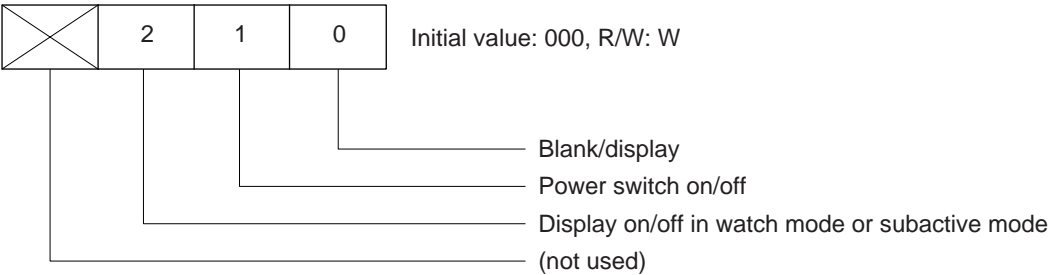 2 1 0 Initial value: 000, R/W: W
Blank/display
Power switch on/off
Display on/off in watch mode or subactive mode
(not used)